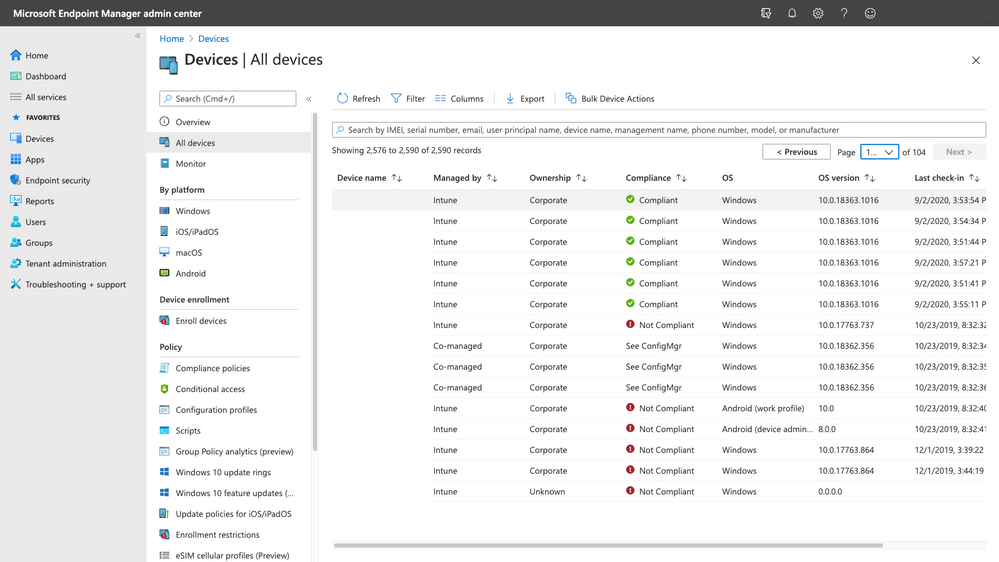 Microsoft Endpoint Manager admin center
Home
Dashboard
All services
FAVORITES
Devices
Apps
Endpoint security
Reports
Users
Groups
Tenant administration
Troubleshooting + support
Home > Devices
Devices | All devices
Search (Cmd+/)
Overview
All devices
Monitor
By platform
Windows
iOS/iPadOS
macOS
Android
Device enrollment
Enroll devices
Policy
Compliance policies
Conditional access
Configuration profiles
Scripts
Group Policy analytics (preview)
Windows 10 update rings
Windows 10 feature updates (...
Update policies for iOS/iPadOS
Enrollment restrictions
eSIM cellular profiles (Preview)
Refresh Filter Columns Export Bulk Device Actions
Search by IMEI, serial number, email, user principal name, device name, management name, phone number, model, or manufacturer
Showing 2,576 to 2,590 of 2,590 records
< Previous Page 1... of 104 Next >
Device name Managed by Ownership Compliance OS OS version Last check-in
Intune Corporate Compliant Windows 10.0.18363.1016 9/2/2020, 3:53:54 P
Intune Corporate Compliant Windows 10.0.18363.1016 9/2/2020, 3:54:34 P
Intune Corporate Compliant Windows 10.0.18363.1016 9/2/2020, 3:51:44 P
Intune Corporate Compliant Windows 10.0.18363.1016 9/2/2020, 3:57:21 P
Intune Corporate Compliant Windows 10.0.18363.1016 9/2/2020, 3:51:41 P
Intune Corporate Compliant Windows 10.0.18363.1016 9/2/2020, 3:55:11 P
Intune Corporate Not Compliant Windows 10.0.17763.737 10/23/2019, 8:32:32
Co-managed Corporate See ConfigMgr Windows 10.0.18362.356 10/23/2019, 8:32:34
Co-managed Corporate See ConfigMgr Windows 10.0.18362.356 10/23/2019, 8:32:35
Co-managed Corporate See ConfigMgr Windows 10.0.18362.356 10/23/2019, 8:32:36
Intune Corporate Not Compliant Android (work profile) 10.0 10/23/2019, 8:32:40
Intune Corporate Not Compliant Android (device admin... 8.0.0 10/23/2019, 8:32:41
Intune Corporate Not Compliant Windows 10.0.17763.864 12/1/2019, 3:39:22
Intune Corporate Not Compliant Windows 10.0.17763.864 12/1/2019, 3:44:19
Intune Unknown Not Compliant Windows 0.0.0.0